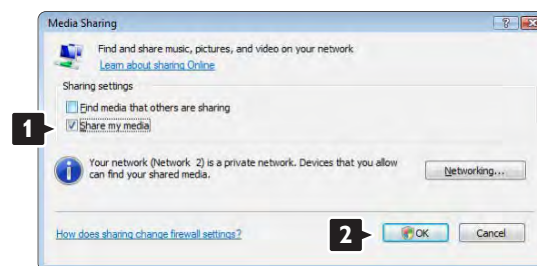 Media Sharing
Find and share music, pictures, and video on your network
Learn about sharing Online
Sharing settings
Find media that others are sharing
1
Share my media
Your network (Network 2) is a private network. Devices that you allow
can find your shared media.
Networking...
How does sharing change firewall settings?
2
OK
Cancel